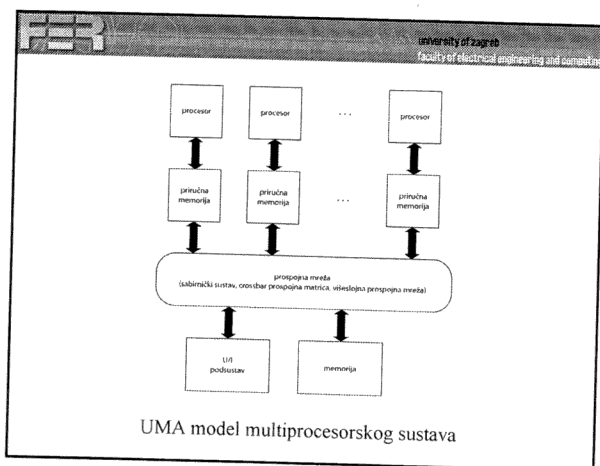 FER
university of zagreb
faculty of electrical engineering and computing
procesor procesor ... procesor
priručna memorija priručna memorija ... priručna memorija
prospojna mreža
(sabirnički sustav, crossbar prospojna matrica, višeslojna prospojna mreža)
U/I podsustav memorija
UMA model multiprocesorskog sustava